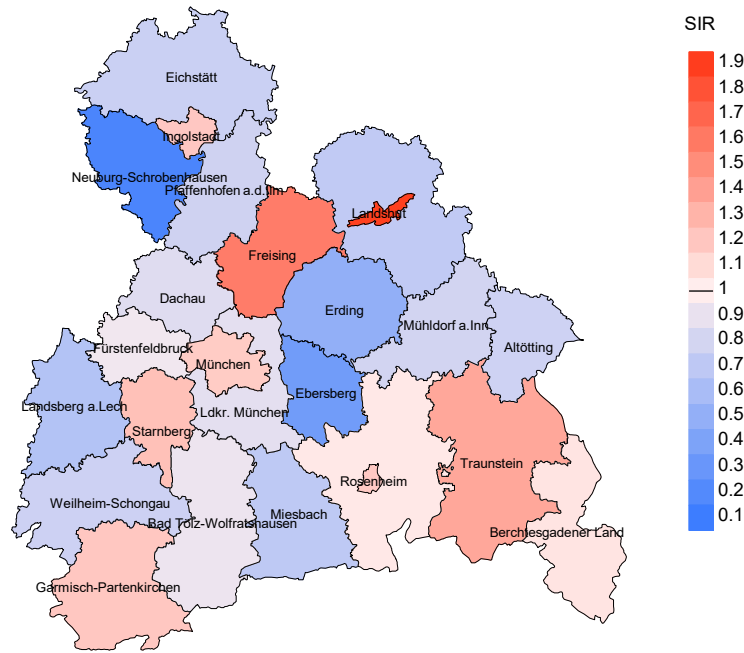 SIR
Eichstätt
Ingolstadt
Neuburg-Schrobenhausen
Pfaffenhofen a.d.Ilm
Landshut
Freising
Dachau
Erding
Mühldorf a.Inn
Altötting
Fürstenfeldbruck
München
Ebersberg
Landsberg a.Lech
Starnberg
Ldkr. München
Traunstein
Rosenheim
Weilheim-Schongau
Miesbach
Bad Tölz-Wolfratshausen
Berchtesgadener Land
Garmisch-Partenkirchen
1.9
1.8
1.7
1.6
1.5
1.4
1.3
1.2
1.1
1
0.9
0.8
0.7
0.6
0.5
0.4
0.3
0.2
0.1